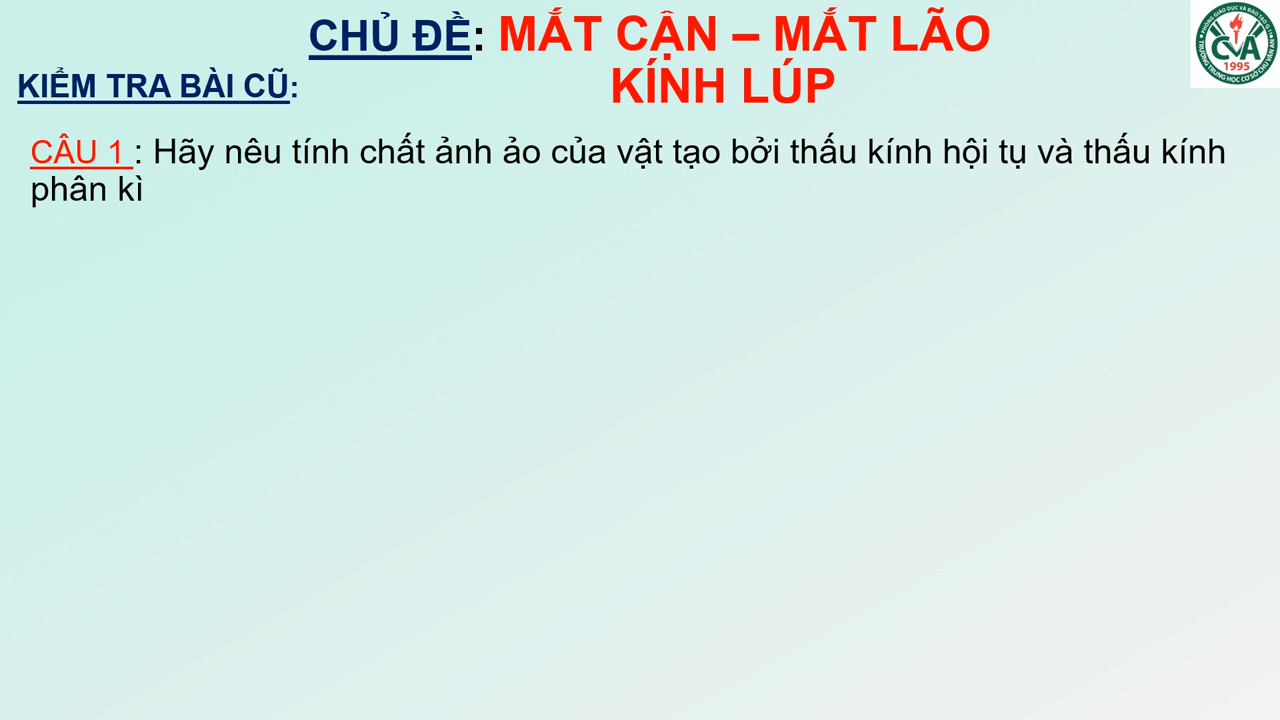 CHỦ ĐỀ: MẮT CẬN – MẮT LÃO
KÍNH LÚP
KIỂM TRA BÀI CŨ:
CÂU 1 : Hãy nêu tính chất ảnh ảo của vật tạo bởi thấu kính hội tụ và thấu kính
phân kì
CVA
1995